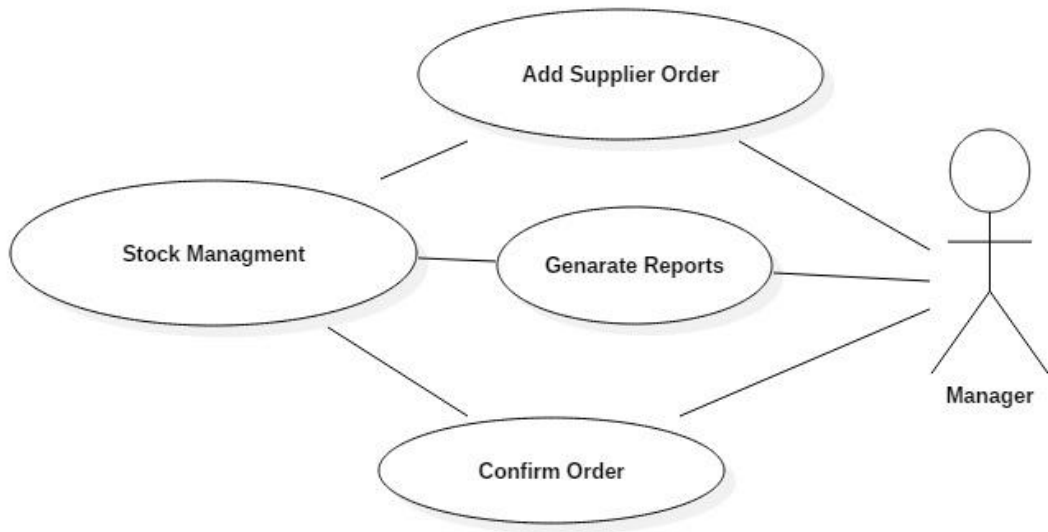 Add Supplier Order
Stock Managment
Genarate Reports
Manager
Confirm Order